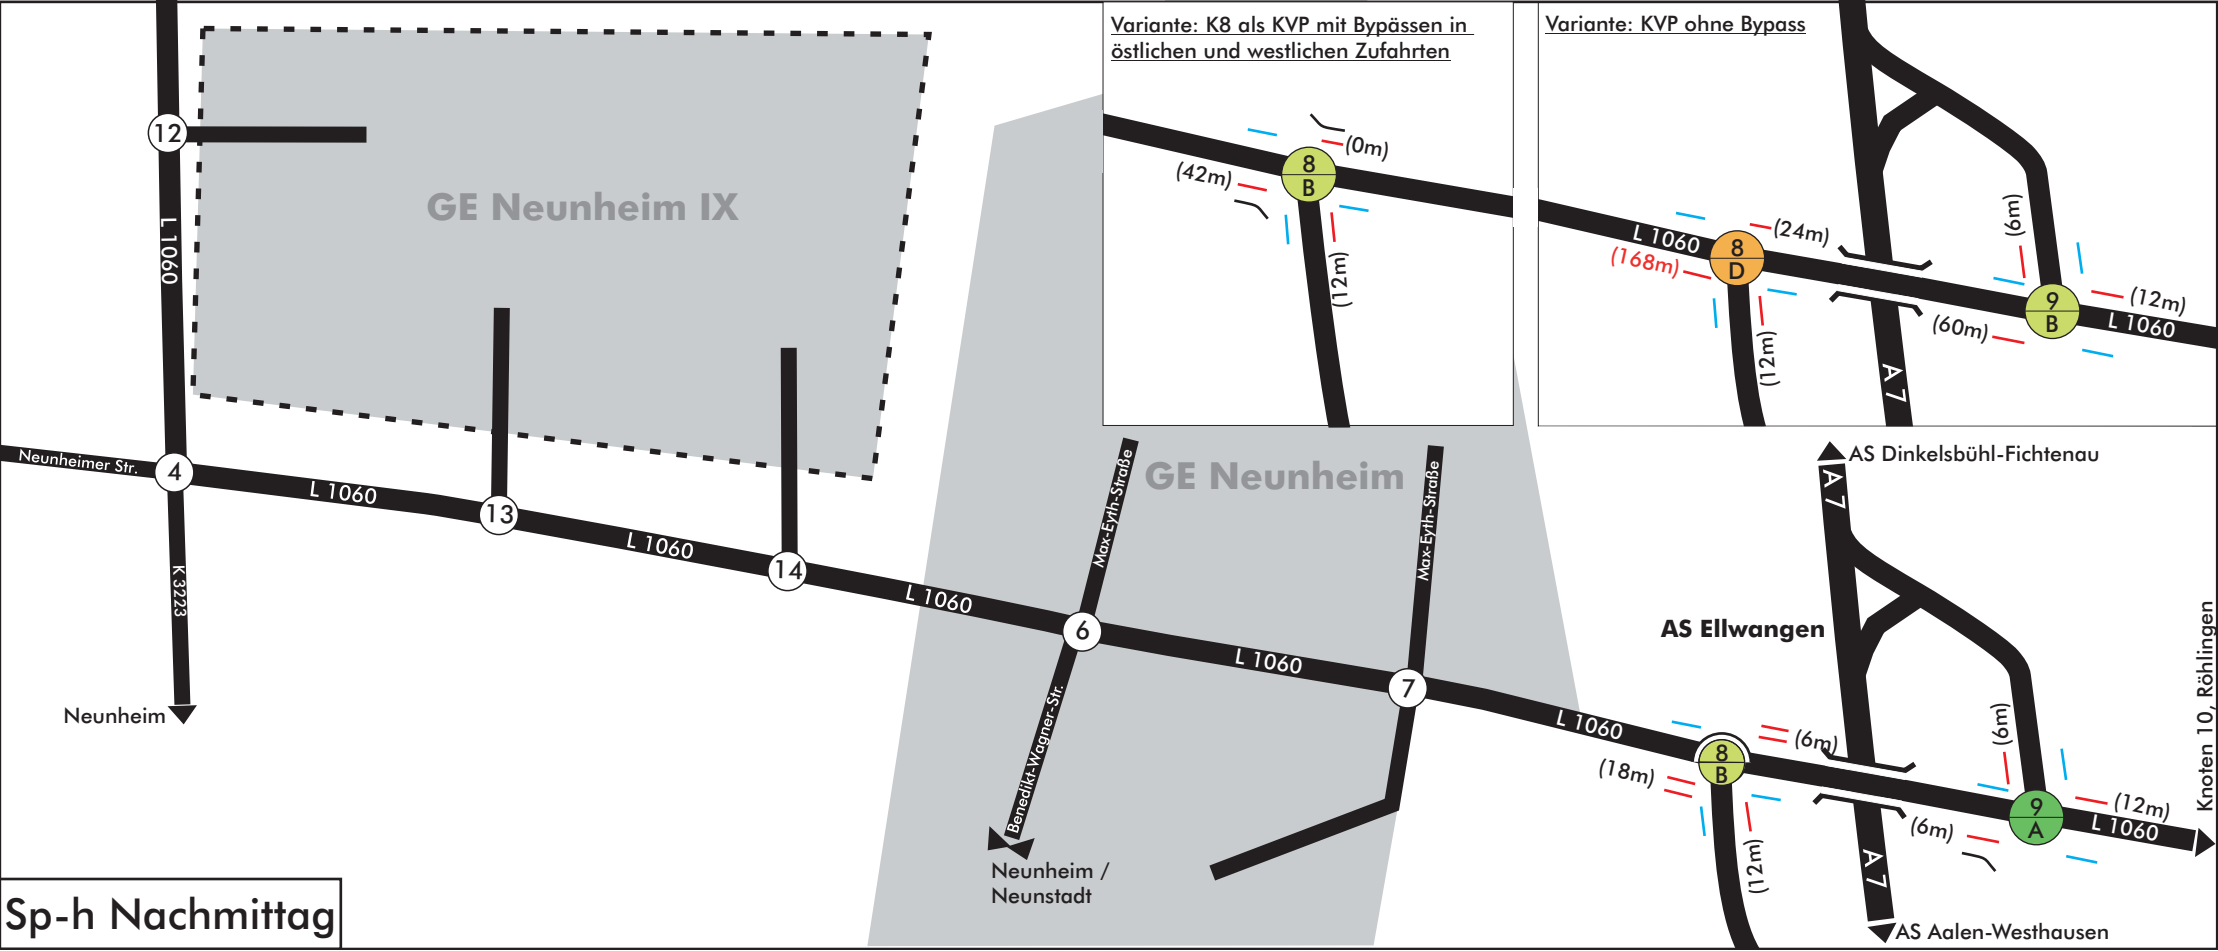 Variante: K8 als KVP mit Bypässen in
östlichen und westlichen Zufahrten
(0m)
(42m)
8
B
(12m)
Variante: KVP ohne Bypass
L 1060
(24m)
(168m)
8
D
(12m)
(6m)
(60m)
9
B
(12m)
L 1060
A 7
12
L 1060
GE Neunheim IX
Neunheimer Str.
4
L 1060
13
L 1060
14
L 1060
K 3223
Neunheim
GE Neunheim
Max-Eyth-Straße
Max-Eyth-Straße
6
L 1060
7
L 1060
Benedikt-Wagner-Str.
Neunheim /
Neunstadt
AS Dinkelsbühl-Fichtenau
A 7
AS Ellwangen
(6m)
(18m)
8
B
(12m)
(6m)
(6m)
9
A
(12m)
L 1060
A 7
AS Aalen-Westhausen
Knoten 10, Röhlingen
Sp-h Nachmittag